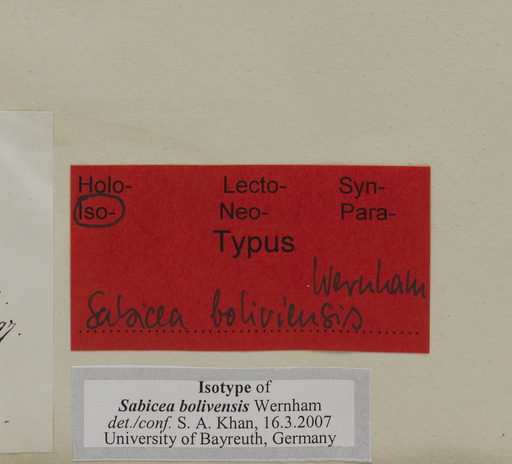 Holo- Lecto- Syn-
Iso- Neo- Para-
Typus
Wernham
Sabicea boliviensis
Isotype of
Sabicea bolivensis Wernham
det./conf. S. A. Khan, 16.3.2007
University of Bayreuth, Germany